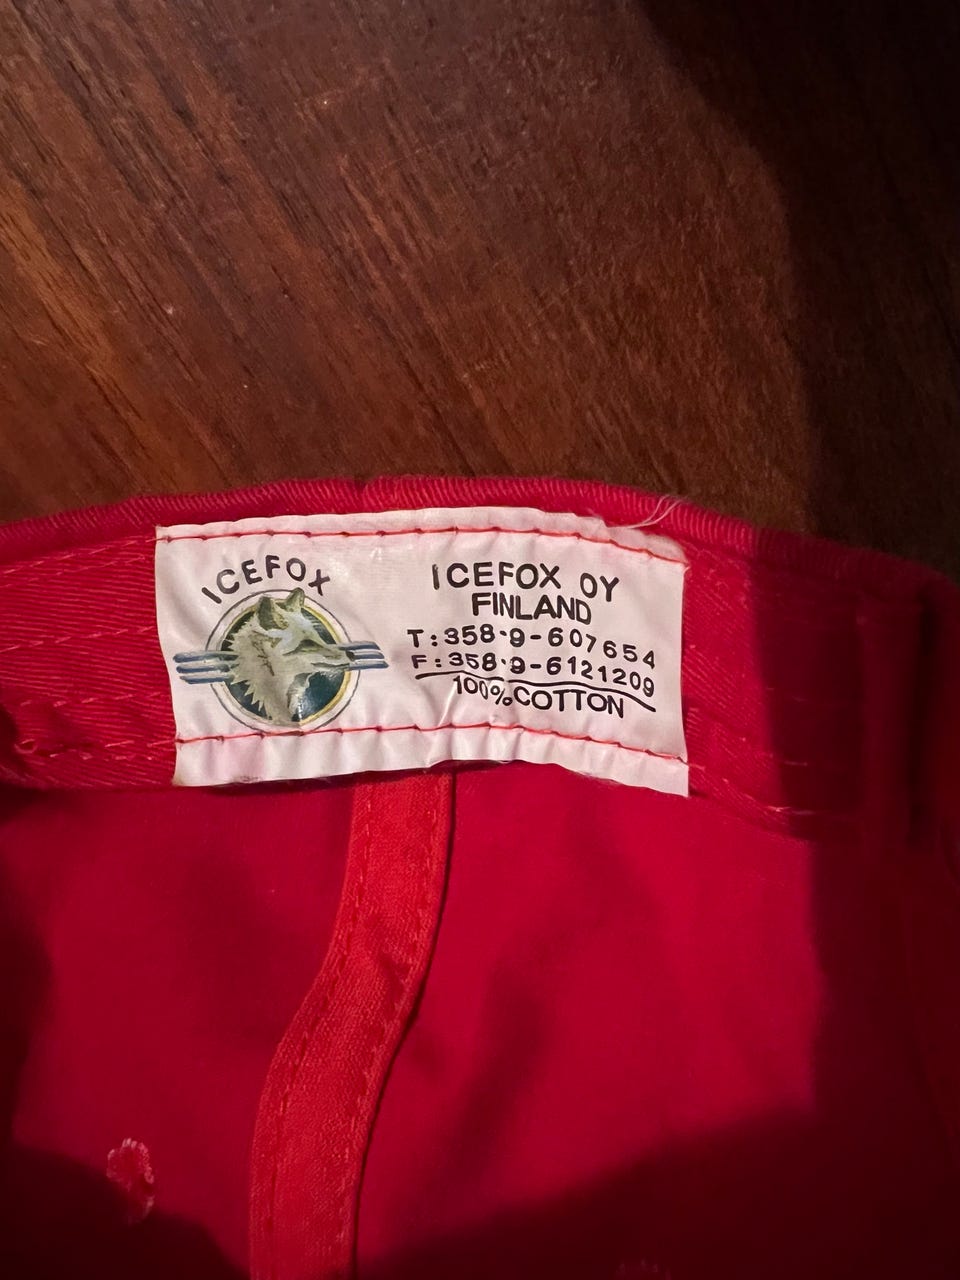 ICEFOX
ICEFOX OY
FINLAND
T:358-9-607654
F:358-9-6121209
100%COTTON